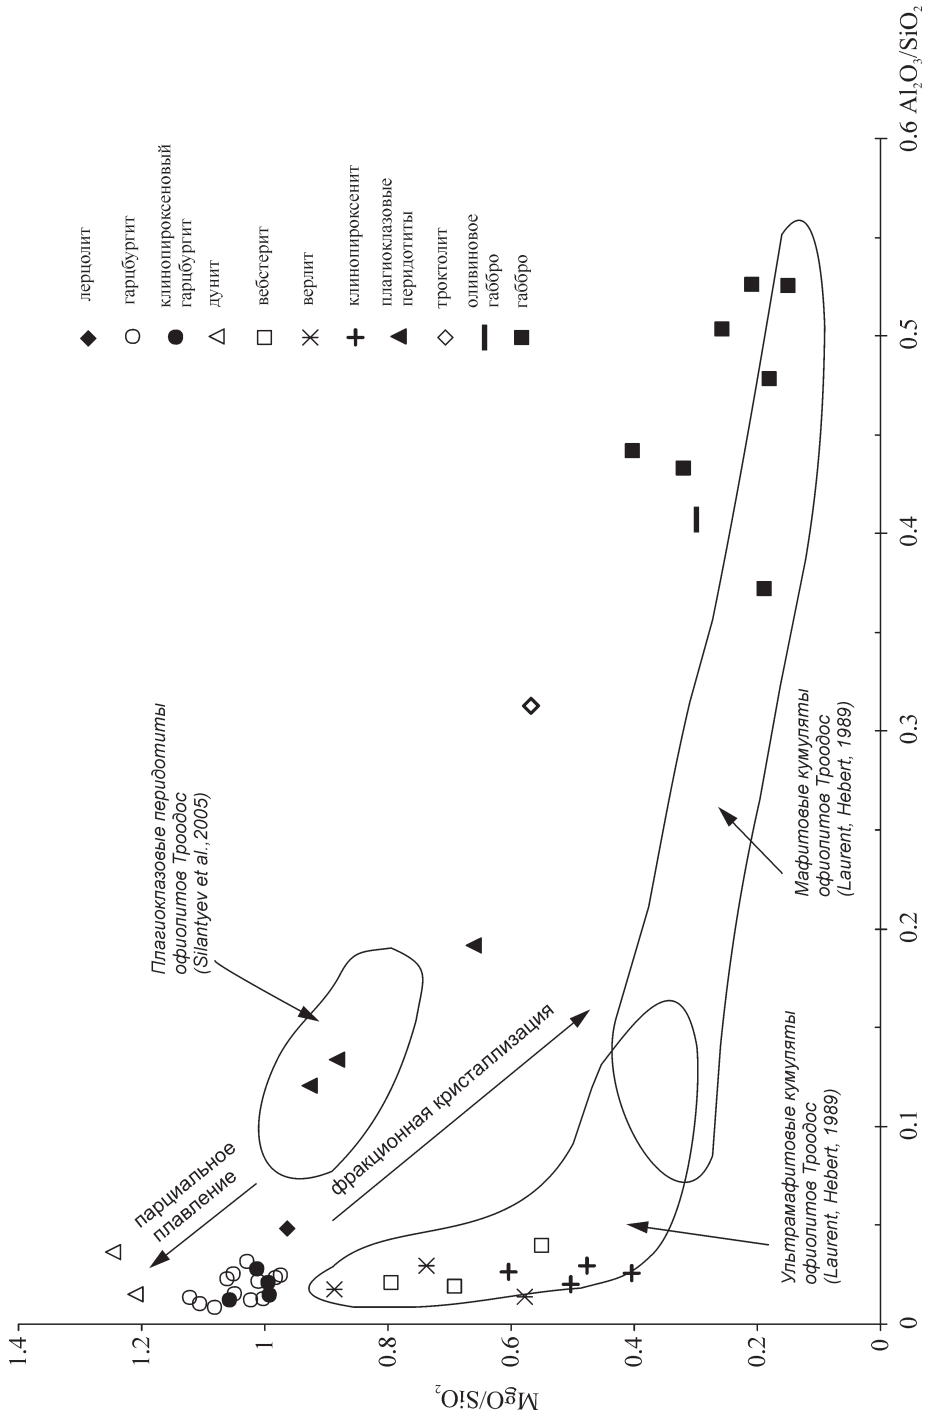 лерцолит
гарцбургит
клинопироксеновый
гарцбургит
дунит
вебстерит
верлит
клинопироксенит
плагиоклазовые
перидотиты
троктолит
оливиновое
габбро
габбро
Плагиоклазовые перидотиты
офиолитов Троодос
(Silantyev et al.,2005)
парциальное
плавление
фракционная кристаллизация
Мафитовые кумуляты
офиолитов Троодос
(Laurent, Hebert, 1989)
Ультрамафитовые кумуляты
офиолитов Троодос
(Laurent, Hebert, 1989)
MgO/SiO₂
1.4
1.2
1
0.8
0.6
0.4
0.2
0
0
0.1
0.2
0.3
0.4
0.5
0.6 Al₂O₃/SiO₂